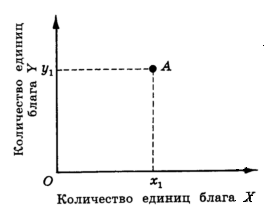 Количество единиц
блага Y
y1
A
O
x1
Количество единиц блага X